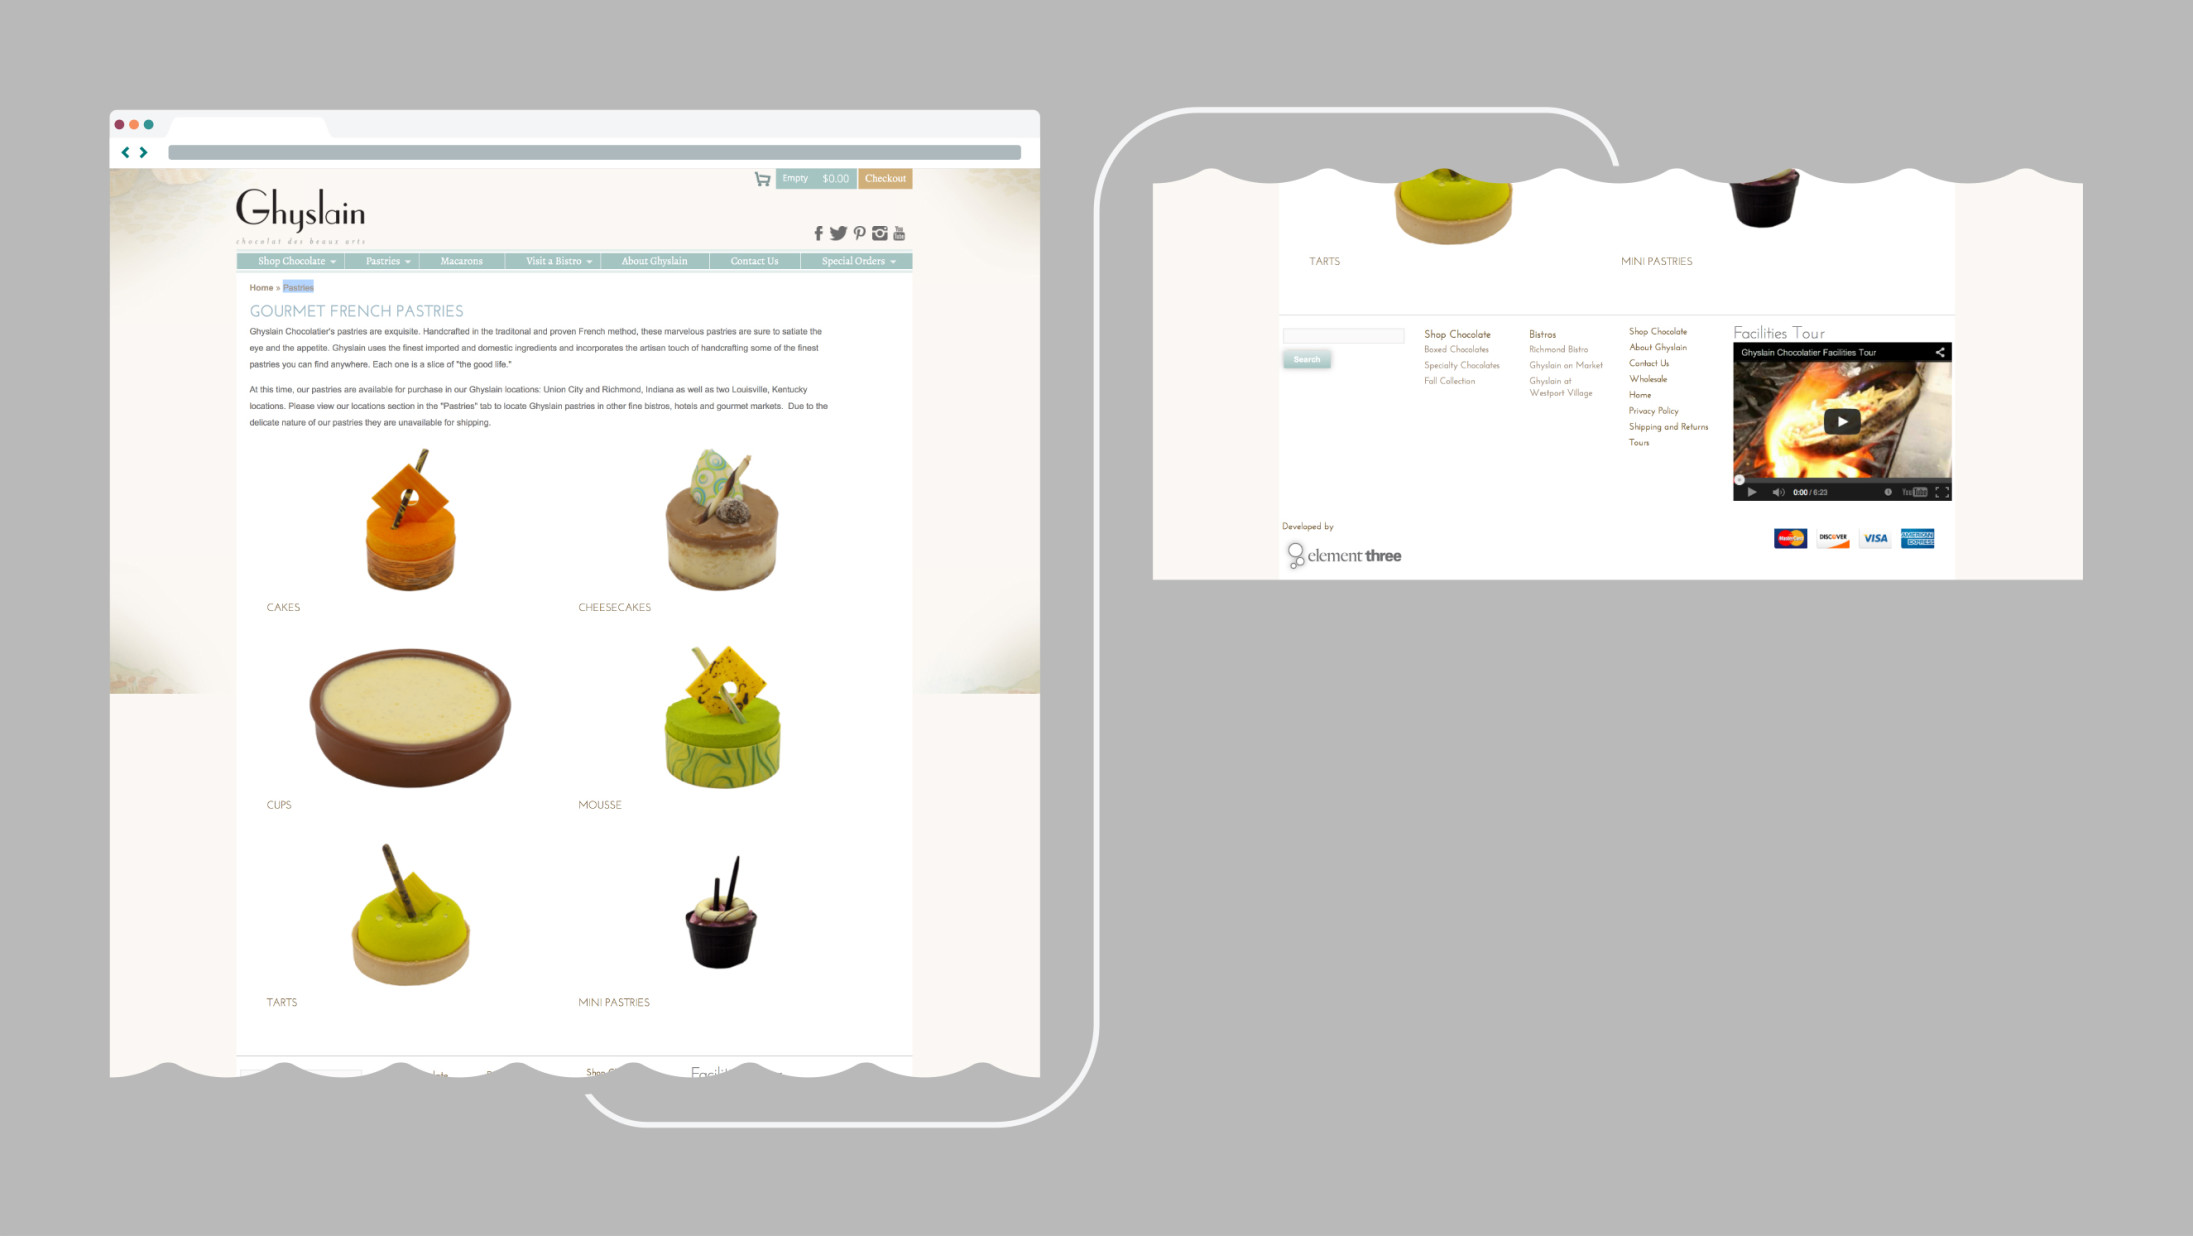 Empty $0.00 Checkout
Ghyslain
chocolat des beaux arts
Shop Chocolate Pastries Macarons Visit a Bistro About Ghyslain Contact Us Special Orders
Home » Pastries
GOURMET FRENCH PASTRIES
Ghyslain Chocolatier's pastries are exquisite. Handcrafted in the traditonal and proven French method, these marvelous pastries are sure to satiate the
eye and the appetite. Ghyslain uses the finest imported and domestic ingredients and incorporates the artisan touch of handcrafting some of the finest
pastries you can find anywhere. Each one is a slice of "the good life."
At this time, our pastries are available for purchase in our Ghyslain locations: Union City and Richmond, Indiana as well as two Louisville, Kentucky
locations. Please view our locations section in the "Pastries" tab to locate Ghyslain pastries in other fine bistros, hotels and gourmet markets. Due to the
delicate nature of our pastries they are unavailable for shipping.
CAKES CHEESECAKES
CUPS MOUSSE
TARTS MINI PASTRIES
TARTS MINI PASTRIES
Search
Shop Chocolate
Boxed Chocolates
Specialty Chocolates
Fall Collection
Bistros
Richmond Bistro
Ghyslain on Market
Ghyslain at
Westport Village
Shop Chocolate
About Ghyslain
Contact Us
Wholesale
Home
Privacy Policy
Shipping and Returns
Tours
Facilities Tour
Ghyslain Chocolatier Facilities Tour
0:00 / 6:23 YouTube
Developed by
element three
MasterCard DISCOVER VISA AMERICAN EXPRESS